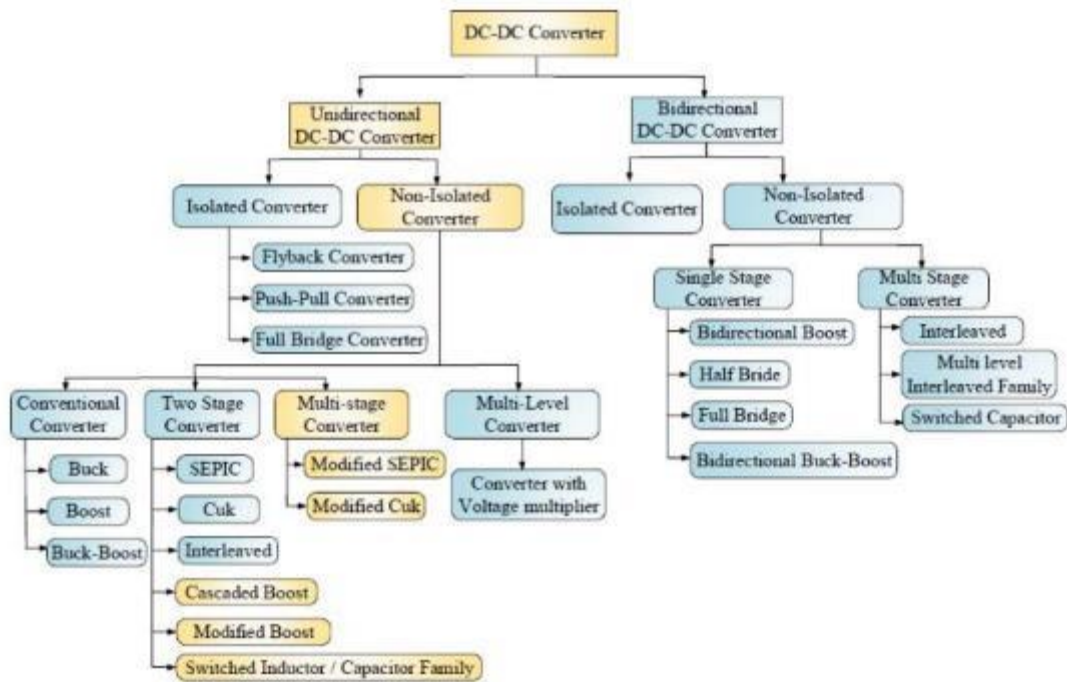 DC-DC Converter
Unidirectional
DC-DC Converter
Bidirectional
DC-DC Converter
Isolated Converter
Non-Isolated
Converter
Isolated Converter
Non-Isolated
Converter
Flyback Converter
Push-Pull Converter
Full Bridge Converter
Single Stage
Converter
Multi Stage
Converter
Bidirectional Boost
Half Bride
Full Bridge
Bidirectional Buck-Boost
Interleaved
Multi level
Interleaved Family
Switched Capacitor
Conventional
Converter
Two Stage
Converter
Multi-stage
Converter
Multi-Level
Converter
Buck
Boost
Buck-Boost
SEPIC
Cuk
Interleaved
Cascaded Boost
Modified Boost
Switched Inductor / Capacitor Family
Modified SEPIC
Modified Cuk
Converter with
Voltage multiplier